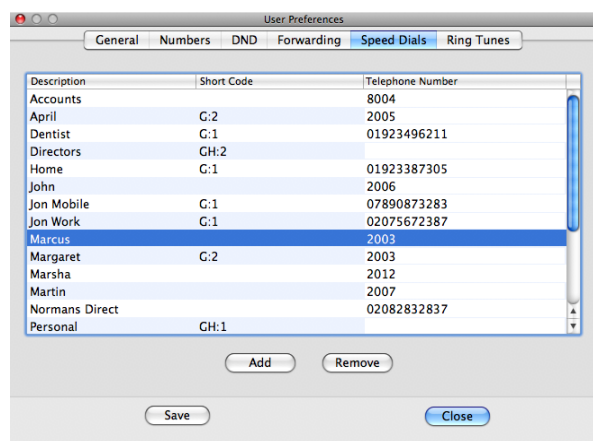 User Preferences
General Numbers DND Forwarding Speed Dials Ring Tunes
Description Short Code Telephone Number
Accounts 8004
April G:2 2005
Dentist G:1 01923496211
Directors GH:2
Home G:1 01923387305
John 2006
Jon Mobile G:1 07890873283
Jon Work G:1 02075672387
Marcus 2003
Margaret G:2 2003
Marsha 2012
Martin 2007
Normans Direct 02082832837
Personal GH:1
Add Remove
Save Close